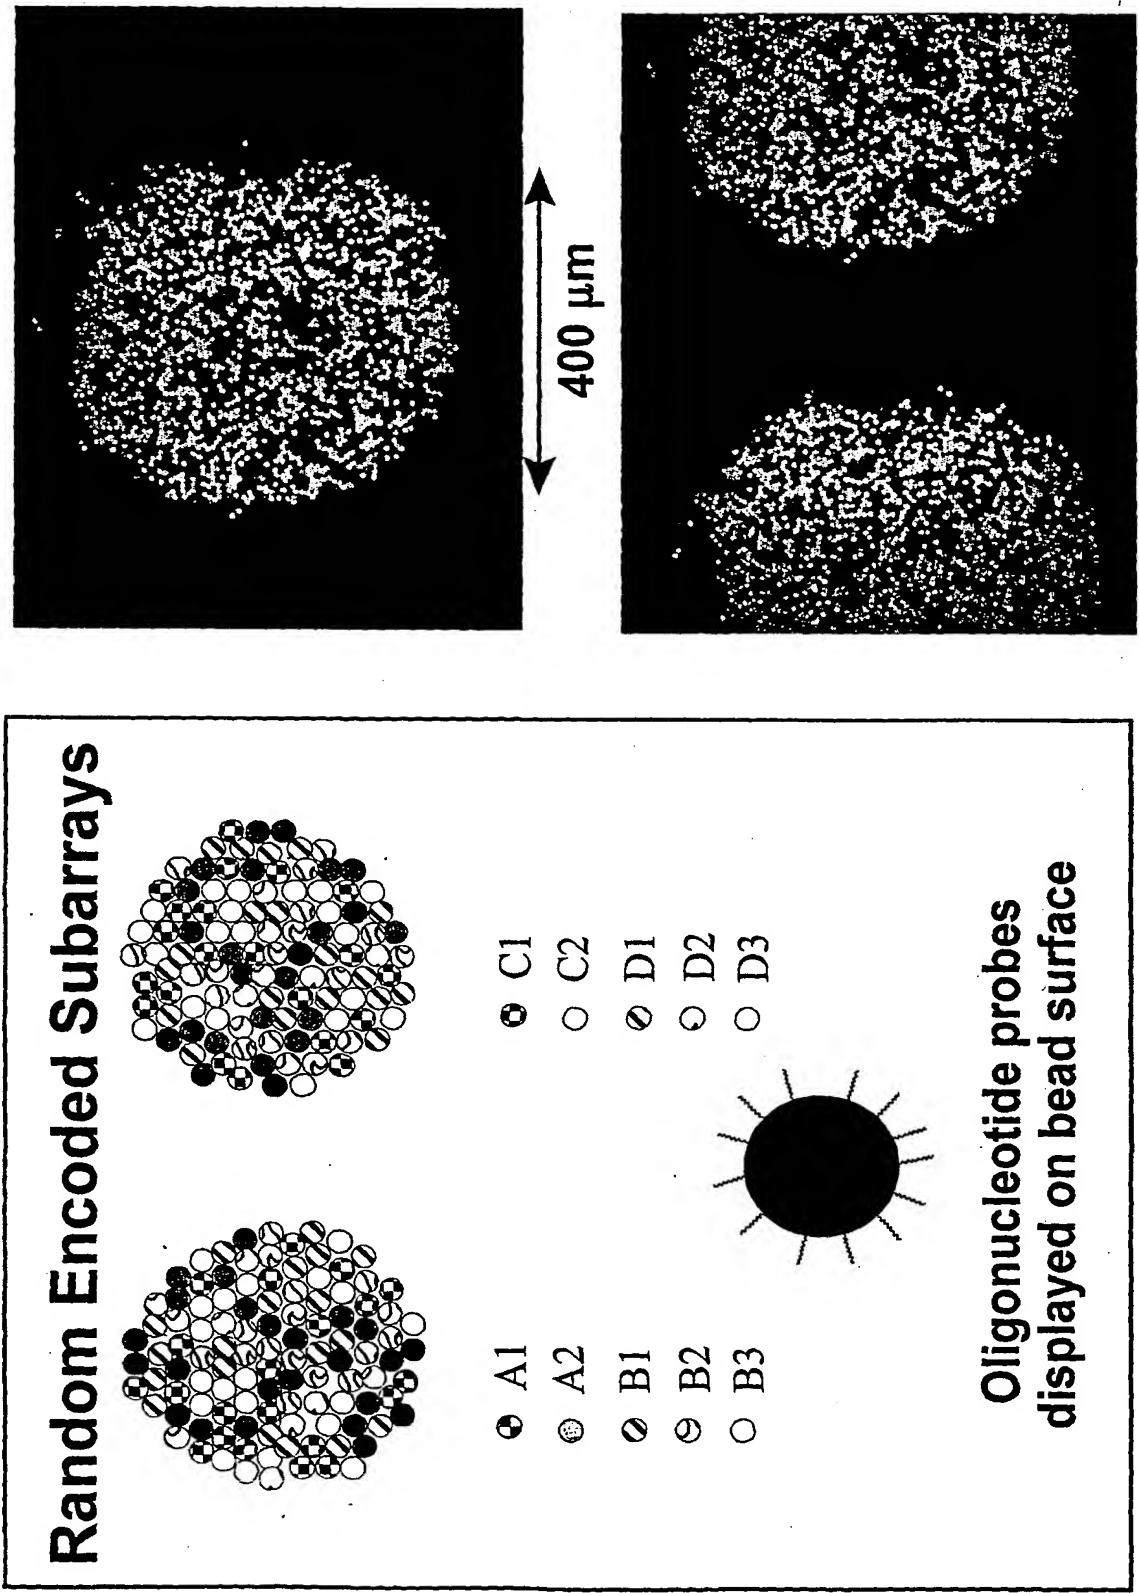 Random Encoded Subarrays
A1
A2
B1
B2
B3
C1
C2
D1
D2
D3
Oligonucleotide probes
displayed on bead surface
400 μm